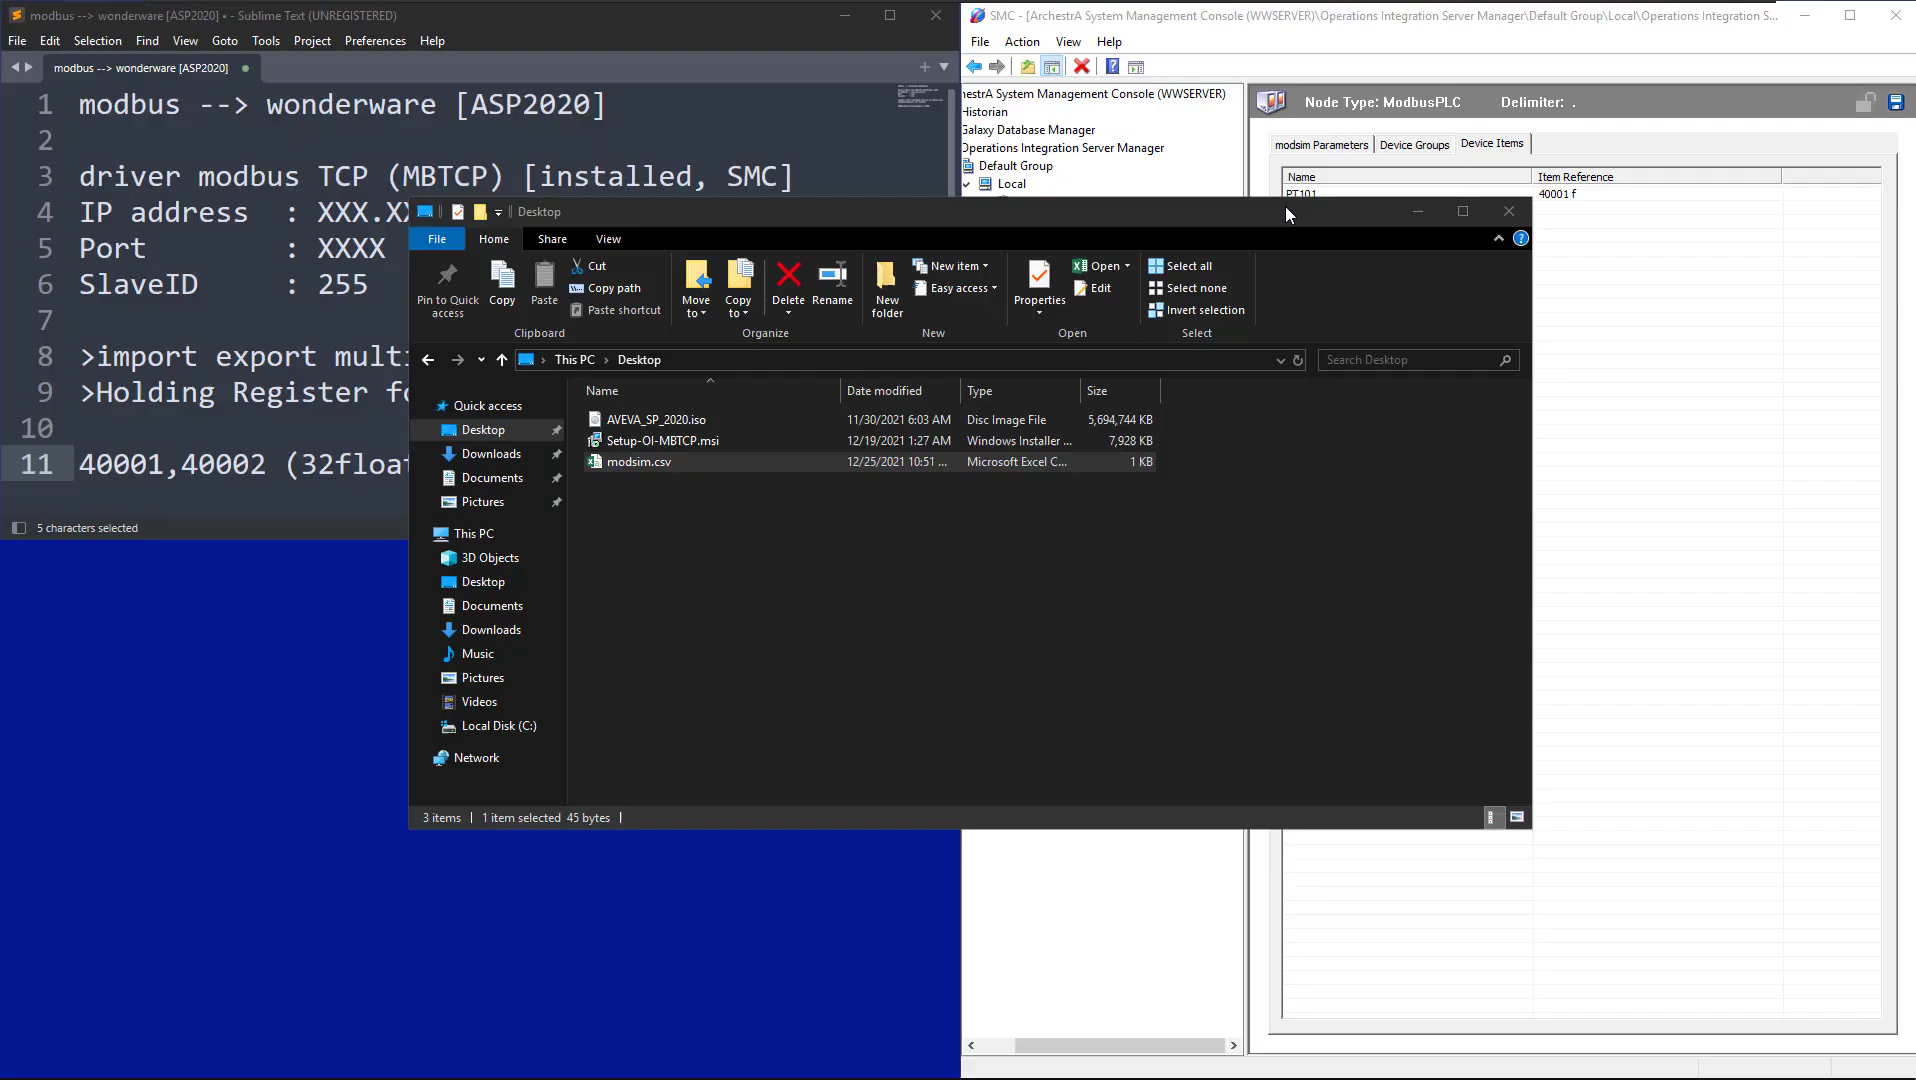 modbus --> wonderware [ASP2020] • - Sublime Text (UNREGISTERED)
File Edit Selection Find View Goto Tools Project Preferences Help
modbus --> wonderware [ASP2020]
1 modbus --> wonderware [ASP2020]
2
3 driver modbus TCP (MBTCP) [installed, SMC]
4 IP address : XXX.XX
5 Port : XXXX
6 SlaveID : 255
7
8 >import export multi
9 >Holding Register fo
10
11 40001,40002 (32float
5 characters selected
SMC - [ArchestrA System Management Console (WWSERVER)\Operations Integration Server Manager\Default Group\Local\Operations Integration S...
File Action View Help
hestrA System Management Console (WWSERVER)
Historian
Galaxy Database Manager
Operations Integration Server Manager
Default Group
Local
Node Type: ModbusPLC Delimiter: .
modsim Parameters Device Groups Device Items
Name Item Reference
PT101 40001 f
Desktop
File Home Share View
Pin to Quick access
Copy
Paste
Cut
Copy path
Paste shortcut
Clipboard
Move to
Copy to
Delete
Rename
Organize
New folder
New item
Easy access
New
Properties
Open
Edit
Open
Select all
Select none
Invert selection
Select
This PC Desktop
Search Desktop
Name Date modified Type Size
AVEVA_SP_2020.iso 11/30/2021 6:03 AM Disc Image File 5,694,744 KB
Setup-OI-MBTCP.msi 12/19/2021 1:27 AM Windows Installer ... 7,928 KB
modsim.csv 12/25/2021 10:51 ... Microsoft Excel C... 1 KB
Quick access
Desktop
Downloads
Documents
Pictures
This PC
3D Objects
Desktop
Documents
Downloads
Music
Pictures
Videos
Local Disk (C:)
Network
3 items 1 item selected 45 bytes